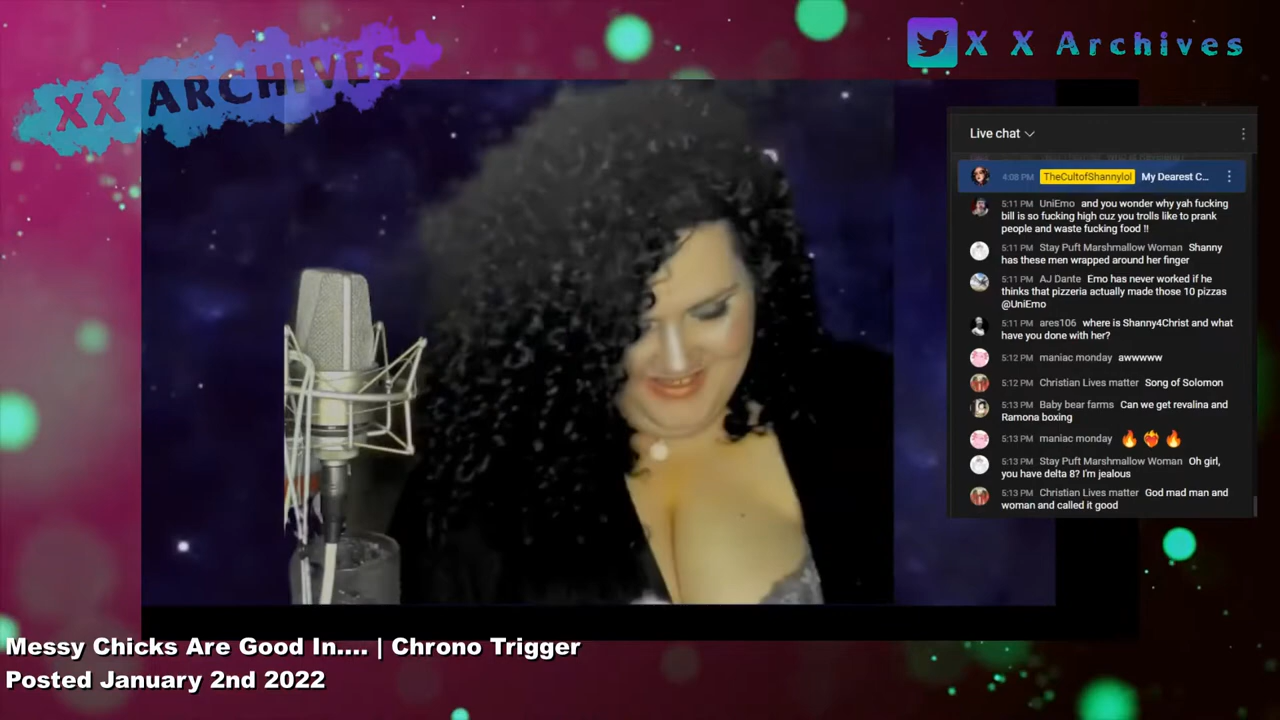 XX ARCHIVES
X X Archives
Live chat
4:08 PM TheCultofShannylol My Dearest C...
5:11 PM UniEmo and you wonder why yah fucking
bill is so fucking high cuz you trolls like to prank
people and waste fucking food !!
5:11 PM Stay Puft Marshmallow Woman Shanny
has these men wrapped around her finger
5:11 PM AJ Dante Emo has never worked if he
thinks that pizzeria actually made those 10 pizzas
@UniEmo
5:11 PM ares106 where is Shanny4Christ and what
have you done with her?
5:12 PM maniac monday awwwww
5:12 PM Christian Lives matter Song of Solomon
5:13 PM Baby bear farms Can we get revalina and
Ramona boxing
5:13 PM maniac monday 🔥 ❤️‍🔥 🔥
5:13 PM Stay Puft Marshmallow Woman Oh girl,
you have delta 8? I'm jealous
5:13 PM Christian Lives matter God mad man and
woman and called it good
Messy Chicks Are Good In.... | Chrono Trigger
Posted January 2nd 2022